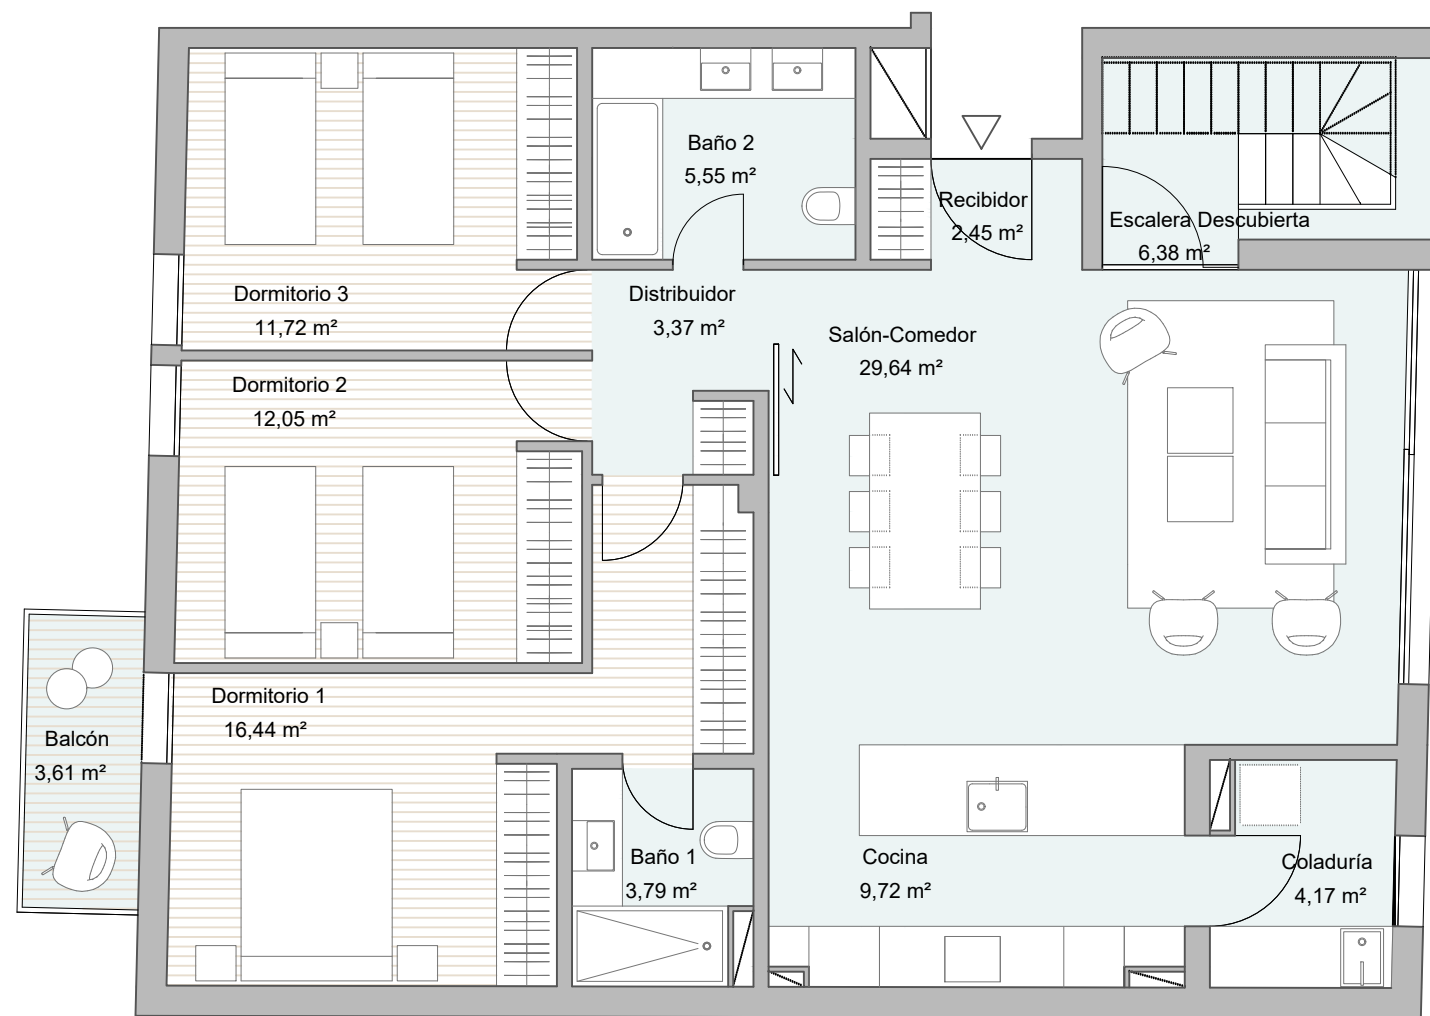 Baño 2
5,55 m²
Recibidor
2,45 m²
Escalera Descubierta
6,38 m²
Dormitorio 3
11,72 m²
Distribuidor
3,37 m²
Salón-Comedor
29,64 m²
Dormitorio 2
12,05 m²
Dormitorio 1
16,44 m²
Balcón
3,61 m²
Baño 1
3,79 m²
Cocina
9,72 m²
Coladuría
4,17 m²